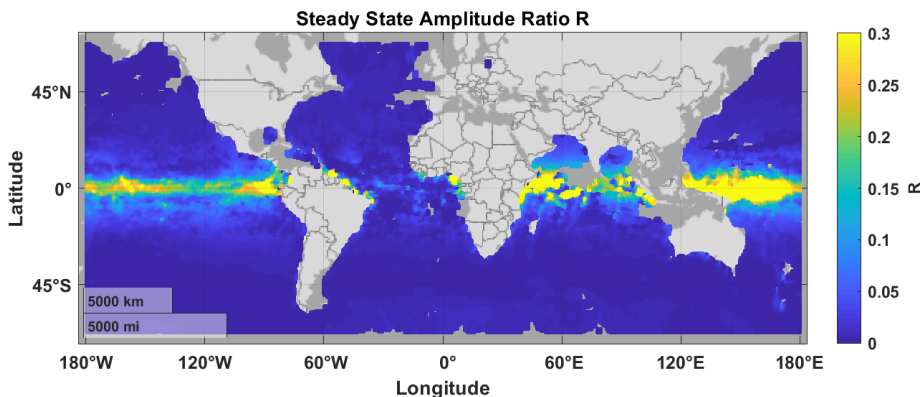 Steady State Amplitude Ratio R
45°N
0°
45°S
Latitude
5000 km
5000 mi
180°W
120°W
60°W
0°
60°E
120°E
180°E
Longitude
0.3
0.25
0.2
0.15
0.1
0.05
0
R